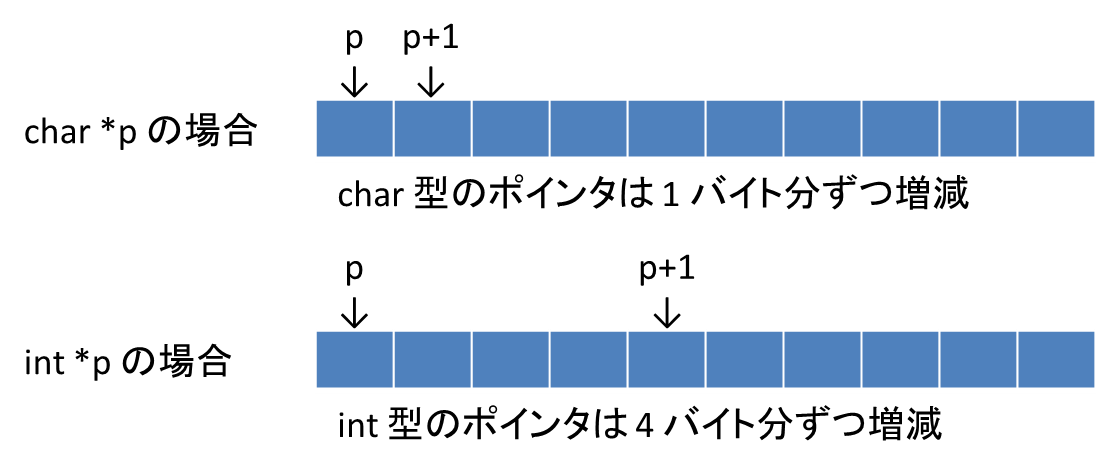 p p+1
char *p の場合
char 型のポインタは 1 バイト分ずつ増減
p p+1
int *p の場合
int 型のポインタは 4 バイト分ずつ増減